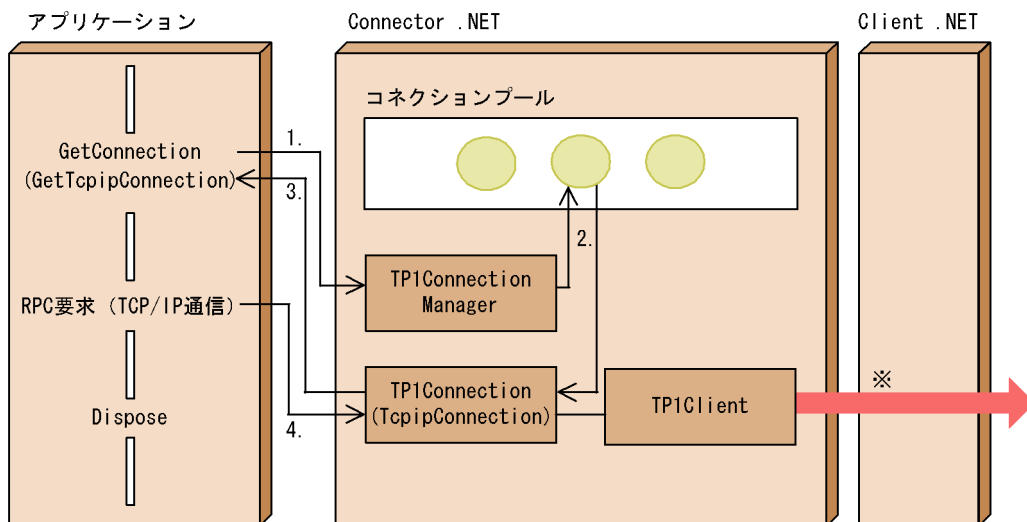 アプリケーション
Connector .NET
Client .NET
コネクションプール
1.
GetConnection
(GetTcpipConnection)
3.
2.
TP1Connection
Manager
RPC要求（TCP/IP通信）
※
TP1Connection
(TcpipConnection)
TP1Client
Dispose
4.